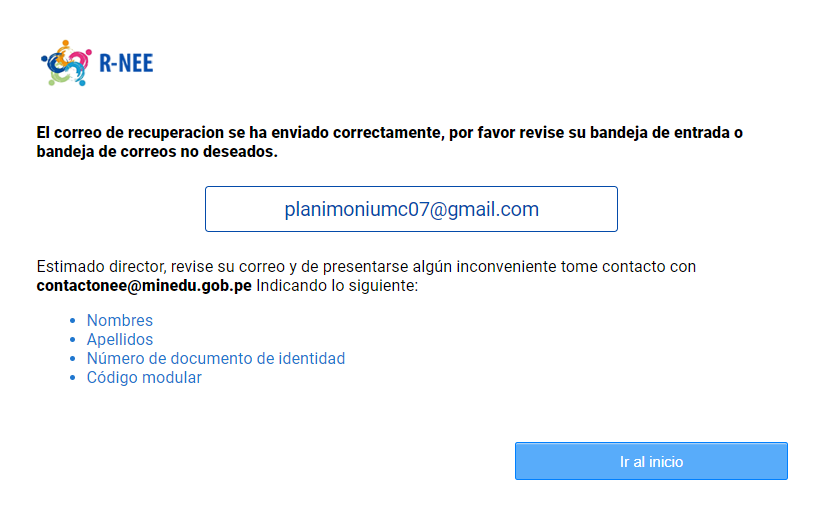 R-NEE
El correo de recuperacion se ha enviado correctamente, por favor revise su bandeja de entrada o
bandeja de correos no deseados.
planimoniumc07@gmail.com
Estimado director, revise su correo y de presentarse algún inconveniente tome contacto con
contactonee@minedu.gob.pe Indicando lo siguiente:
• Nombres
• Apellidos
• Número de documento de identidad
• Código modular
Ir al inicio